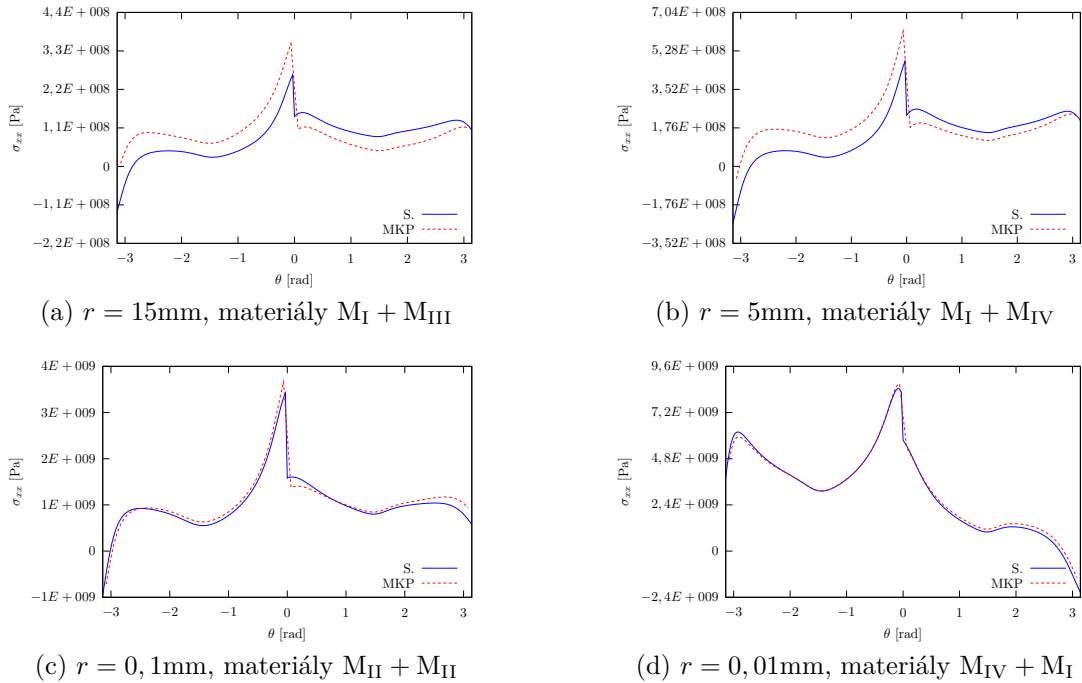 4,4E + 008
3,3E + 008
2,2E + 008
1,1E + 008
0
−1,1E + 008
−2,2E + 008
σxx [Pa]
S.
MKP
−3 −2 −1 0 1 2 3
θ [rad]
(a) r = 15mm, materiály MI + MIII
7,04E + 008
5,28E + 008
3,52E + 008
1,76E + 008
0
−1,76E + 008
−3,52E + 008
σxx [Pa]
S.
MKP
−3 −2 −1 0 1 2 3
θ [rad]
(b) r = 5mm, materiály MI + MIV
4E + 009
3E + 009
2E + 009
1E + 009
0
−1E + 009
σxx [Pa]
S.
MKP
−3 −2 −1 0 1 2 3
θ [rad]
(c) r = 0, 1mm, materiály MII + MII
9,6E + 009
7,2E + 009
4,8E + 009
2,4E + 009
0
−2,4E + 009
σxx [Pa]
S.
MKP
−3 −2 −1 0 1 2 3
θ [rad]
(d) r = 0, 01mm, materiály MIV + MI